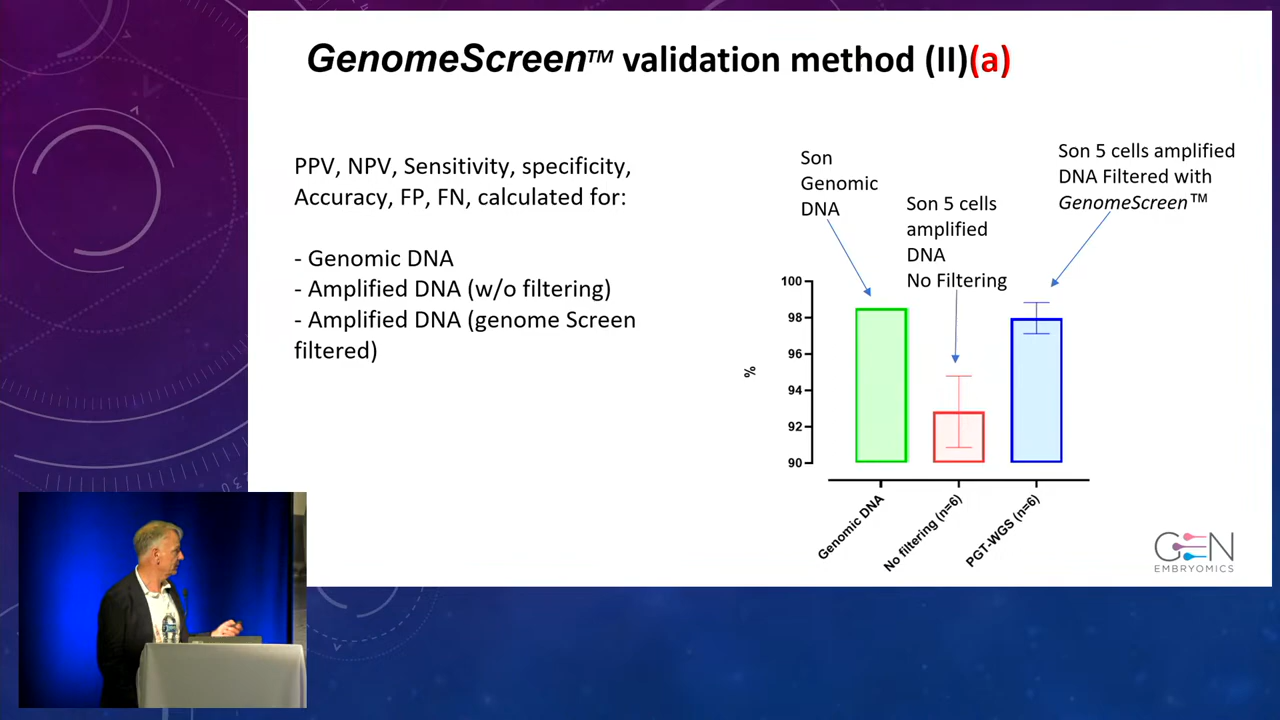 GenomeScreen™ validation method (II)(a)
PPV, NPV, Sensitivity, specificity,
Accuracy, FP, FN, calculated for:
- Genomic DNA
- Amplified DNA (w/o filtering)
- Amplified DNA (genome Screen
filtered)
Son
Genomic
DNA
Son 5 cells
amplified
DNA
No Filtering
Son 5 cells amplified
DNA Filtered with
GenomeScreen™
%
100
98
96
94
92
90
Genomic DNA
No filtering (n=6)
PGT-WGS (n=6)
GEN
EMBRYOMICS